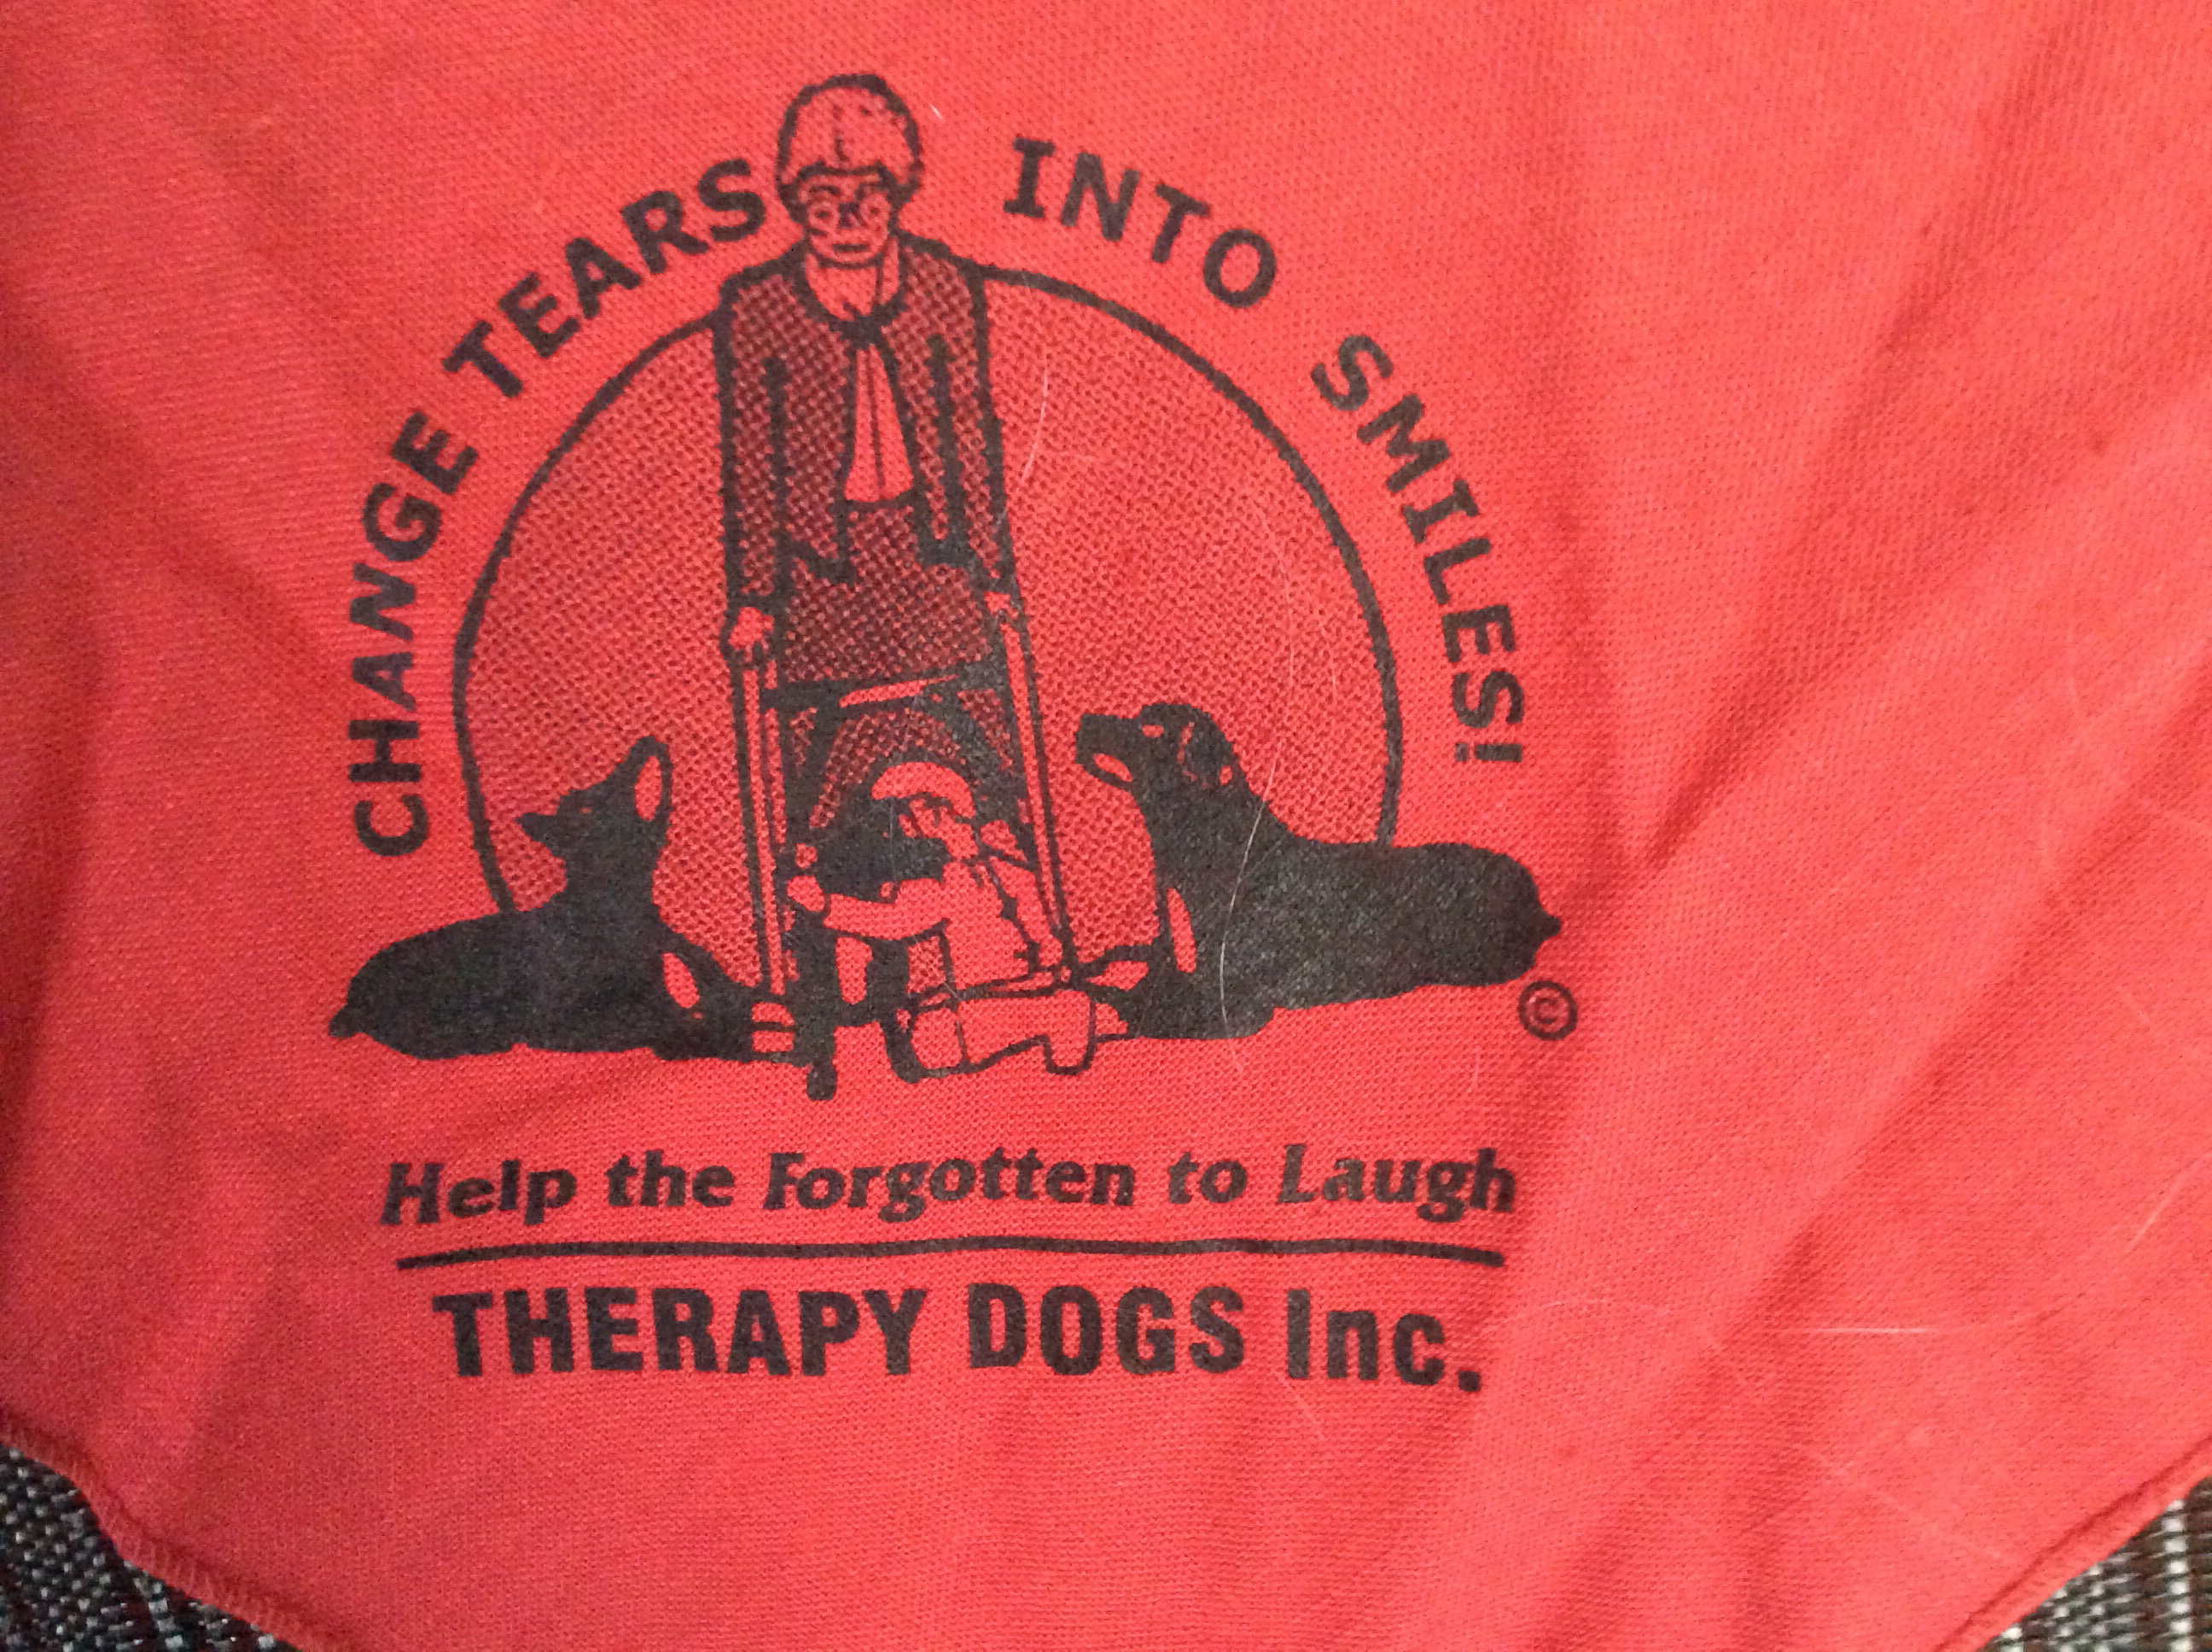 CHANGE TEARS INTO SMILES!
©
Help the Forgotten to Laugh
THERAPY DOGS Inc.